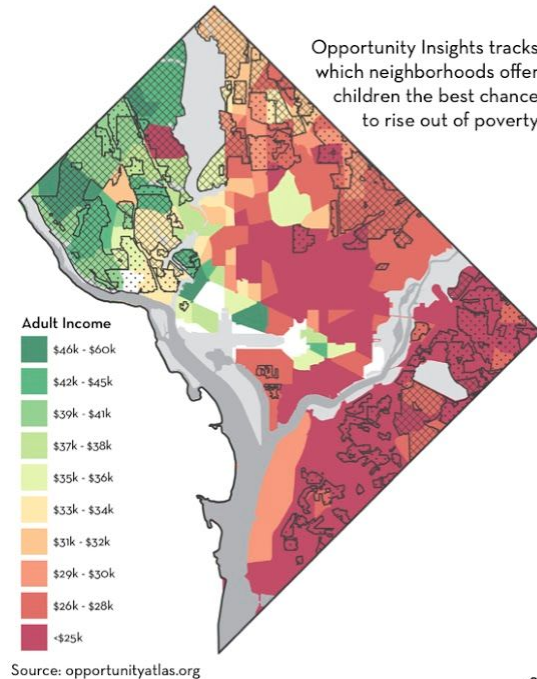 Opportunity Insights tracks
which neighborhoods offer
children the best chance
to rise out of poverty
Adult Income
$46k - $60k
$42k - $45k
$39k - $41k
$37k - $38k
$35k - $36k
$33k - $34k
$31k - $32k
$29k - $30k
$26k - $28k
<$25k
Source: opportunityatlas.org